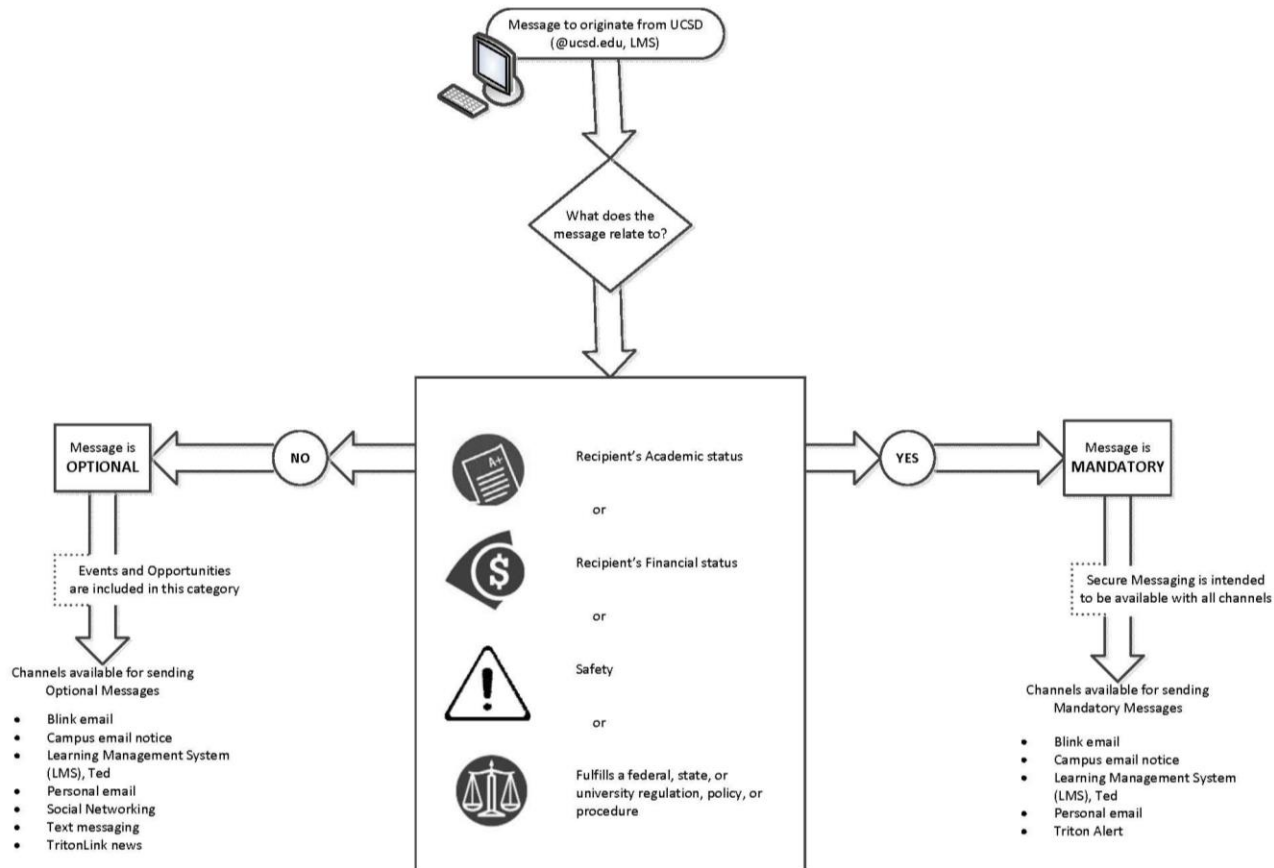 Message to originate from UCSD
(@ucsd.edu, LMS)
What does the
message relate to?
Message is
OPTIONAL
NO
A+
Recipient's Academic status
YES
Message is
MANDATORY
or
$
Recipient's Financial status
or
Events and Opportunities
are included in this category
Secure Messaging is intended
to be available with all channels
!
Safety
or
Fulfills a federal, state, or
university regulation, policy, or
procedure
Channels available for sending
Optional Messages
• Blink email
• Campus email notice
• Learning Management System
(LMS), Ted
• Personal email
• Social Networking
• Text messaging
• TritonLink news
Channels available for sending
Mandatory Messages
• Blink email
• Campus email notice
• Learning Management System
(LMS), Ted
• Personal email
• Triton Alert